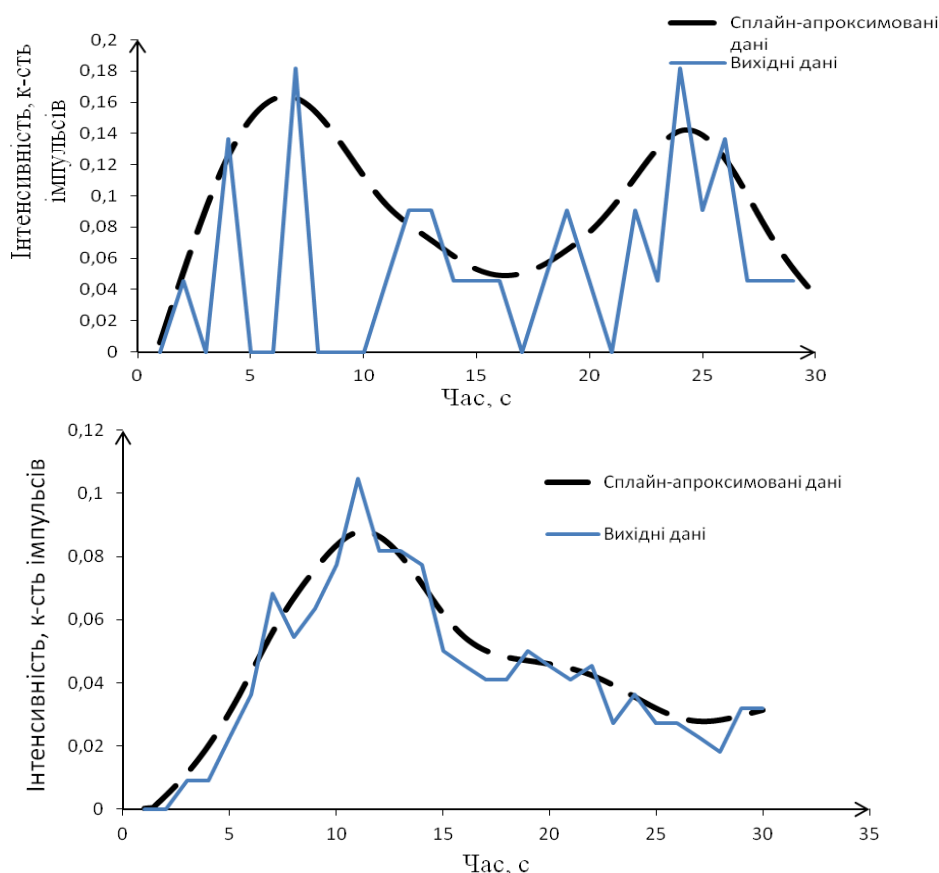 Сплайн-апроксимовані
дані
Вихідні дані
Інтенсивність, к-сть
імпульсів
0,2
0,18
0,16
0,14
0,12
0,1
0,08
0,06
0,04
0,02
0
0 5 10 15 20 25 30
Час, с
Інтенсивність, к-сть імпульсів
0,12
0,1
0,08
0,06
0,04
0,02
0
Сплайн-апроксимовані дані
Вихідні дані
0 5 10 15 20 25 30 35
Час, с